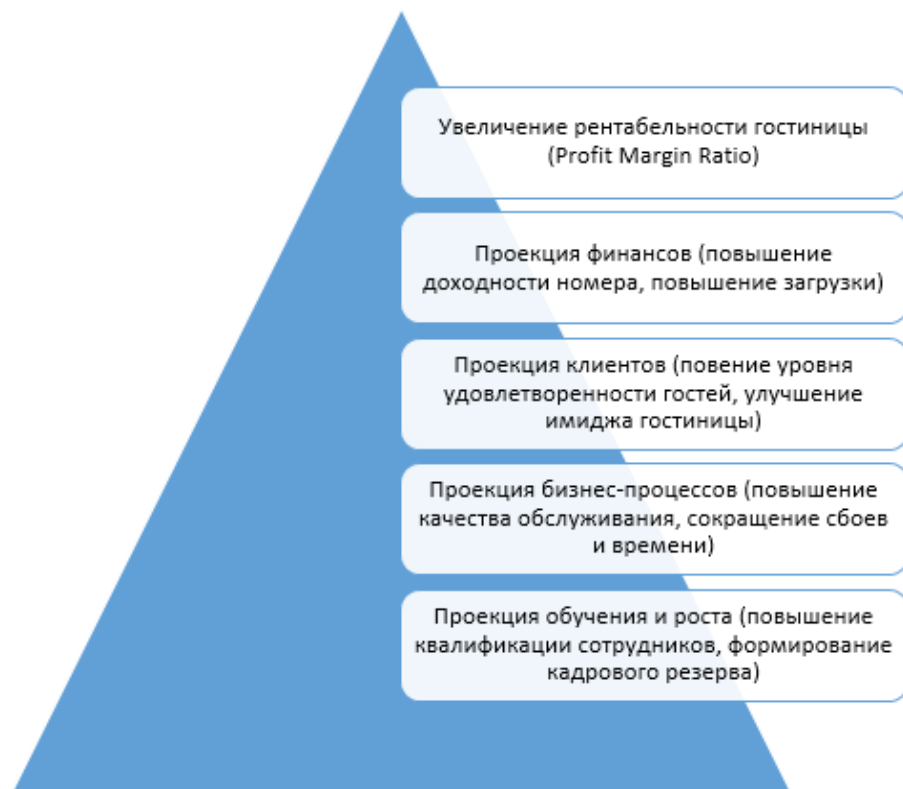 Увеличение рентабельности гостиницы
(Profit Margin Ratio)
Проекция финансов (повышение
доходности номера, повышение загрузки)
Проекция клиентов (повение уровня
удовлетворенности гостей, улучшение
имиджа гостиницы)
Проекция бизнес-процессов (повышение
качества обслуживания, сокращение сбоев
и времени)
Проекция обучения и роста (повышение
квалификации сотрудников, формирование
кадрового резерва)